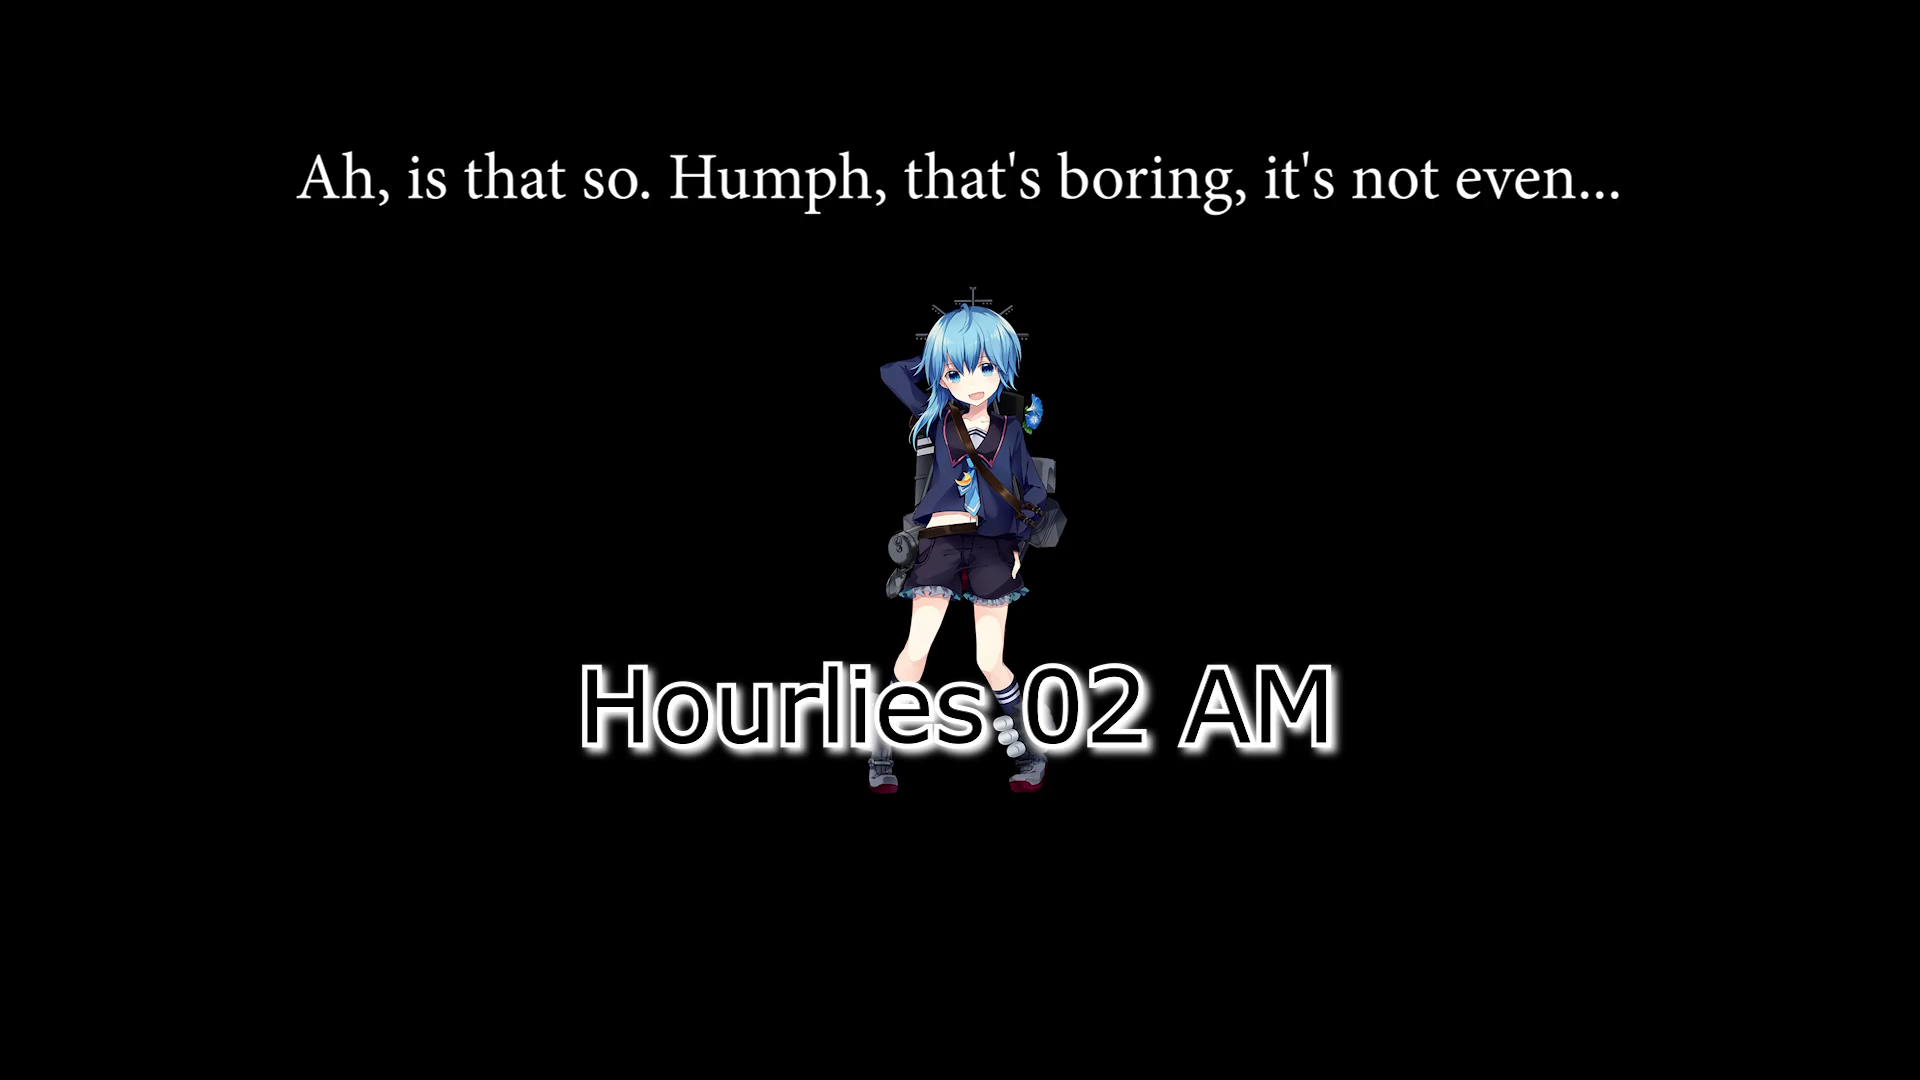 Ah, is that so. Humph, that's boring, it's not even...
Hourlies 02 AM